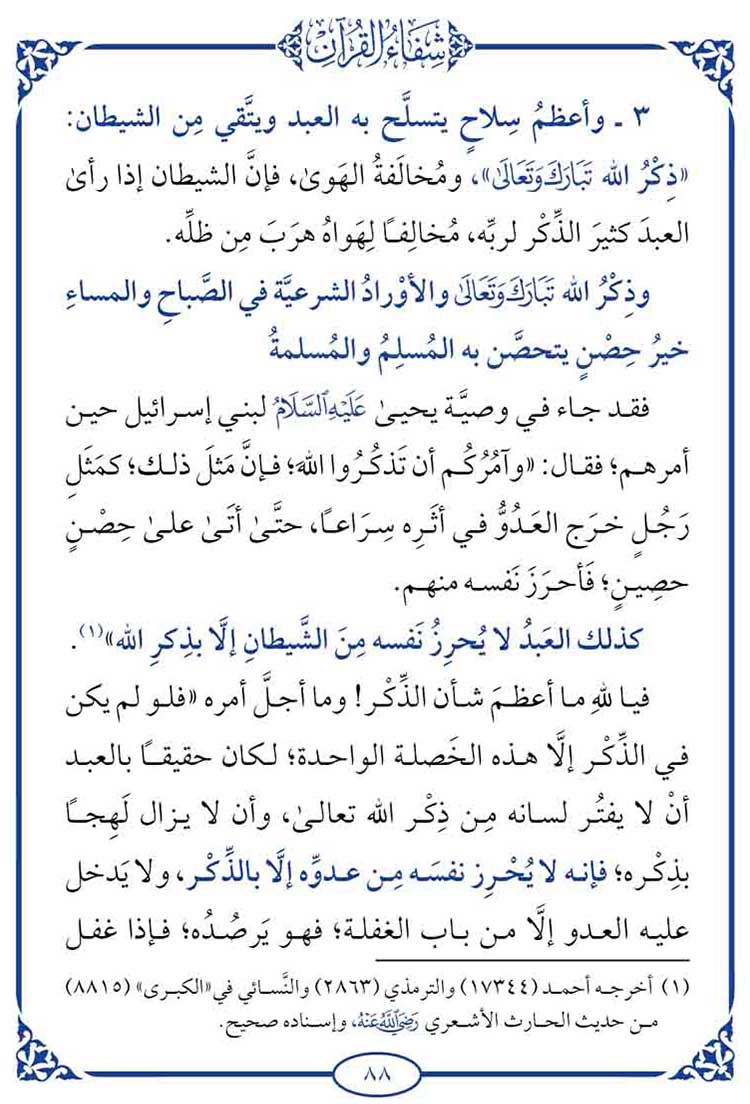 شِفَاءُ القُرْآنِ
٣ ـ وأعظمُ سِلاحٍ يتسلَّح به العبد ويتَّقي مِن الشيطان:
«ذِكْرُ الله تَبَارَكَ وَتَعَالَىٰ»، ومُخالَفةُ الهَوىٰ، فإنَّ الشيطان إذا رأىٰ
العبدَ كثيرَ الذِّكْر لربِّه، مُخالِفًا لِهَواهُ هرَبَ مِن ظلِّه.
وذِكْرُ الله تَبَارَكَ وَتَعَالَىٰ والأوْرادُ الشرعيَّة في الصَّباحِ والمساءِ
خيرُ حِصْنٍ يتحصَّن به المُسلِمُ والمُسلمةُ
فقد جاء في وصيَّة يحيىٰ عَلَيْهِ السَّلَامُ لبني إسرائيل حين
أمرهم؛ فقال: «وآمُرُكُم أن تَذكُرُوا اللهَ؛ فإنَّ مَثلَ ذلك؛ كمَثَلِ
رَجُلٍ خرَج العَدُوُّ في أثَرِه سِرَاعًا، حتَّىٰ أتَىٰ علىٰ حِصْنٍ
حصِينٍ؛ فَأحرَزَ نَفسه منهم.
كذلك العَبدُ لا يُحرِزُ نَفسه مِنَ الشَّيطانِ إلَّا بذِكرِ الله»(١).
فيا للهِ ما أعظمَ شأن الذِّكْر! وما أجلَّ أمره «فلو لم يكن
في الذِّكْر إلَّا هذه الخَصلة الواحدة؛ لكان حقيقًا بالعبد
أنْ لا يفتُر لسانه مِن ذِكْر الله تعالىٰ، وأن لا يزال لَهِجًا
بذِكْره؛ فإنه لا يُحْرِز نفسَه مِن عدوِّه إلَّا بالذِّكْر، ولا يَدخل
عليه العدو إلَّا من باب الغفلة؛ فهو يَرصُدُه؛ فإذا غفل
(١) أخرجه أحمد (١٧٣٤٤) والترمذي (٢٨٦٣) والنَّسائي في «الكبرى» (٨٨١٥)
من حديث الحارث الأشعري رَضِيَ اللَّهُ عَنْهُ، وإسناده صحيح.
٨٨